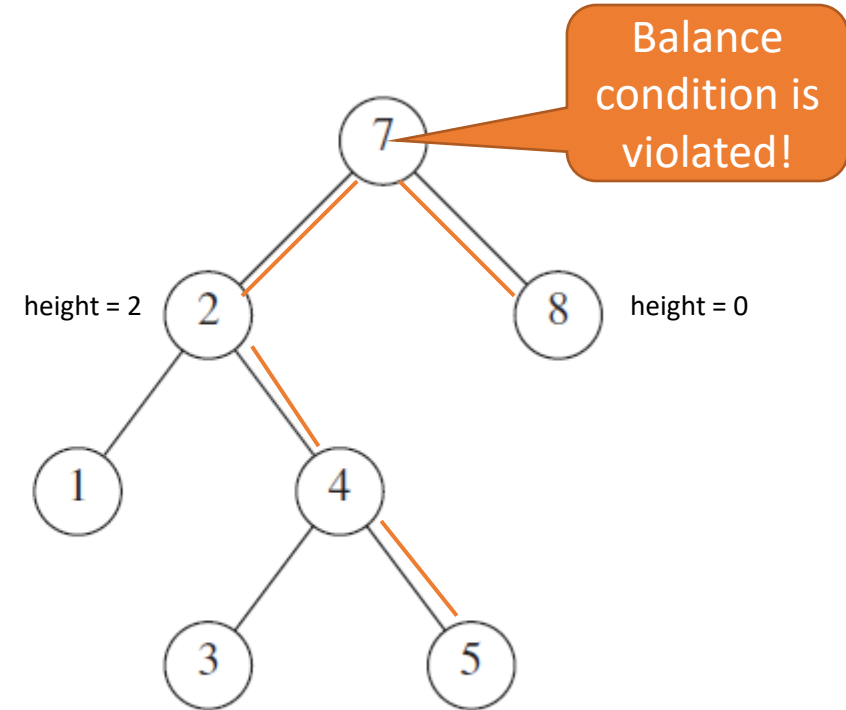 Balance
condition is
violated!
7
height = 2
2
8
height = 0
1
4
3
5